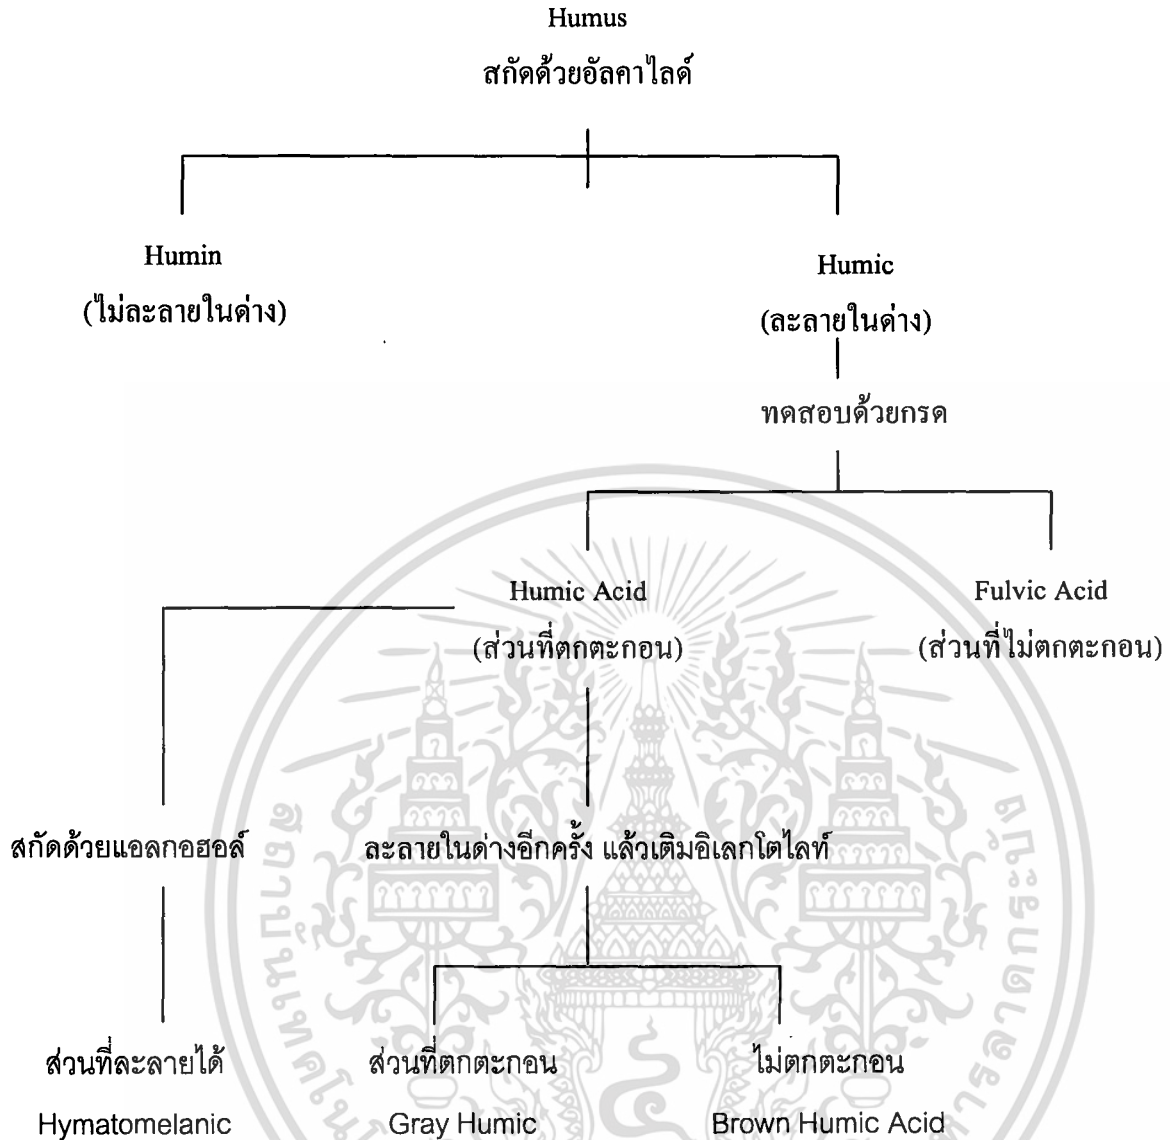 Humus
สกัดด้วยอัลคาไลด์
Humin
(ไม่ละลายในด่าง)
Humic
(ละลายในด่าง)
ทดสอบด้วยกรด
Humic Acid
(ส่วนที่ตกตะกอน)
Fulvic Acid
(ส่วนที่ไม่ตกตะกอน)
สกัดด้วยแอลกอฮอล์
ละลายในด่างอีกครั้ง แล้วเติมอิเลกโตไลท์
ส่วนที่ละลายได้
Hymatomelanic
ส่วนที่ตกตะกอน
Gray Humic
ไม่ตกตะกอน
Brown Humic Acid